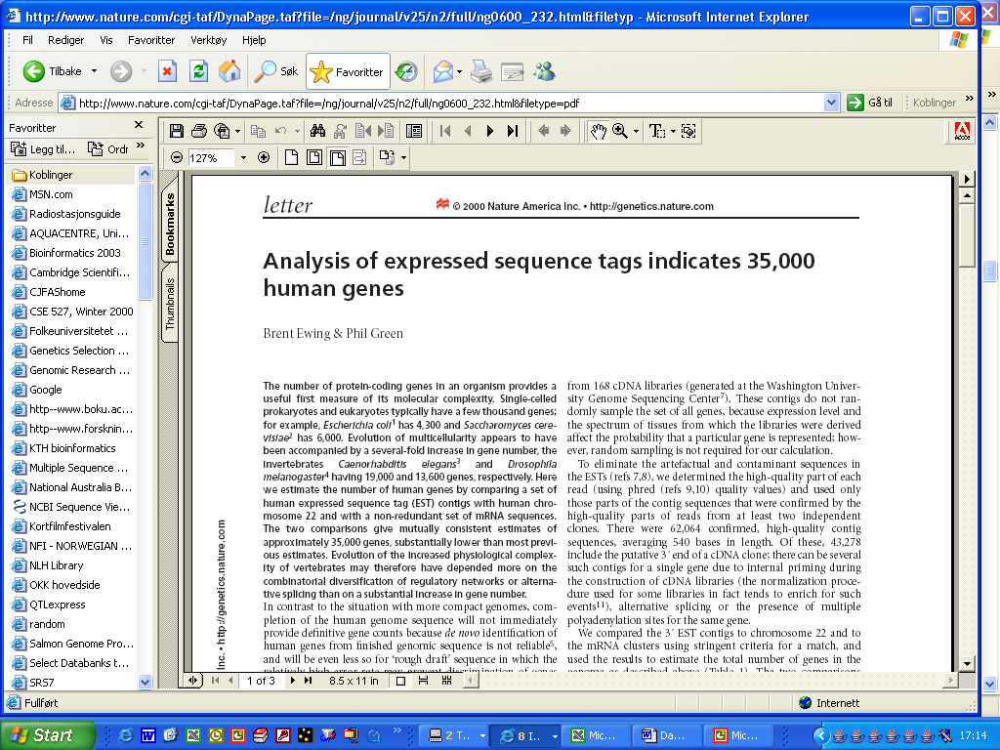 http://www.nature.com/cgi-taf/DynaPage.taf?file=/ng/journal/v25/n2/full/ng0600_232.html&filetyp - Microsoft Internet Explorer
Fil Rediger Vis Favoritter Verktøy Hjelp
Tilbake Søk Favoritter
Adresse http://www.nature.com/cgi-taf/DynaPage.taf?file=/ng/journal/v25/n2/full/ng0600_232.html&filetype=pdf Gå til Koblinger »
Favoritter
Legg til... Ordr »
127%
Adobe
Koblinger
MSN.com
Radiostasjonsguide
AQUACENTRE, Uni...
Bioinformatics 2003
Cambridge Scientifi...
CJFAShome
CSE 527, Winter 2000
Folkeuniversitetet ...
Genetics Selection ...
Genomic Research ...
Google
http--www.boku.ac...
http--www.forsknin...
KTH bioinformatics
Multiple Sequence ...
National Australia B...
NCBI Sequence Vie...
Kortfilmfestivalen
NFI - NORWEGIAN ...
NLH Library
OKK hovedside
QTLexpress
random
Salmon Genome Pro...
Select Databanks t...
SRS7
Bookmarks
Thumbnails
letter
© 2000 Nature America Inc. • http://genetics.nature.com
Analysis of expressed sequence tags indicates 35,000
human genes
Brent Ewing & Phil Green
The number of protein-coding genes in an organism provides a
useful first measure of its molecular complexity. Single-celled
prokaryotes and eukaryotes typically have a few thousand genes;
for example, Escherichia coli1 has 4,300 and Saccharomyces cere-
visiae2 has 6,000. Evolution of multicellularity appears to have
been accompanied by a several-fold increase in gene number, the
invertebrates Caenorhabditis elegans3 and Drosophila
melanogaster4 having 19,000 and 13,600 genes, respectively. Here
we estimate the number of human genes by comparing a set of
human expressed sequence tag (EST) contigs with human chro-
mosome 22 and with a non-redundant set of mRNA sequences.
The two comparisons give mutually consistent estimates of
approximately 35,000 genes, substantially lower than most previ-
ous estimates. Evolution of the increased physiological complex-
ity of vertebrates may therefore have depended more on the
combinatorial diversification of regulatory networks or alterna-
tive splicing than on a substantial increase in gene number.
In contrast to the situation with more compact genomes, com-
pletion of the human genome sequence will not immediately
provide definitive gene counts because de novo identification of
human genes from finished genomic sequence is not reliable5,
and will be even less so for ‘rough draft’ sequence in which the
relatively high error rate may prevent discrimination of genes
from 168 cDNA libraries (generated at the Washington Univer-
sity Genome Sequencing Center7). These contigs do not ran-
domly sample the set of all genes, because expression level and
the spectrum of tissues from which the libraries were derived
affect the probability that a particular gene is represented; how-
ever, random sampling is not required for our calculation.
To eliminate the artefactual and contaminant sequences in
the ESTs (refs 7,8), we determined the high-quality part of each
read (using phred (refs 9,10) quality values) and used only
those parts of the contig sequences that were confirmed by the
high-quality parts of reads from at least two independent
clones. There were 62,064 confirmed, high-quality contig
sequences, averaging 540 bases in length. Of these, 43,278
include the putative 3´ end of a cDNA clone; there can be several
such contigs for a single gene due to internal priming during
the construction of cDNA libraries (the normalization proce-
dure used for some libraries in fact tends to enrich for such
events11), alternative splicing or the presence of multiple
polyadenylation sites for the same gene.
We compared the 3´ EST contigs to chromosome 22 and to
the mRNA clusters using stringent criteria for a match, and
used the results to estimate the total number of genes in the
genome as described above (Table 1). The two comparisons
Inc. • http://genetics.nature.com
1 of 3 8.5 x 11 in
Fullført Internett
Start 2 T... 8 I... Mic... Da... Mic... 17:14